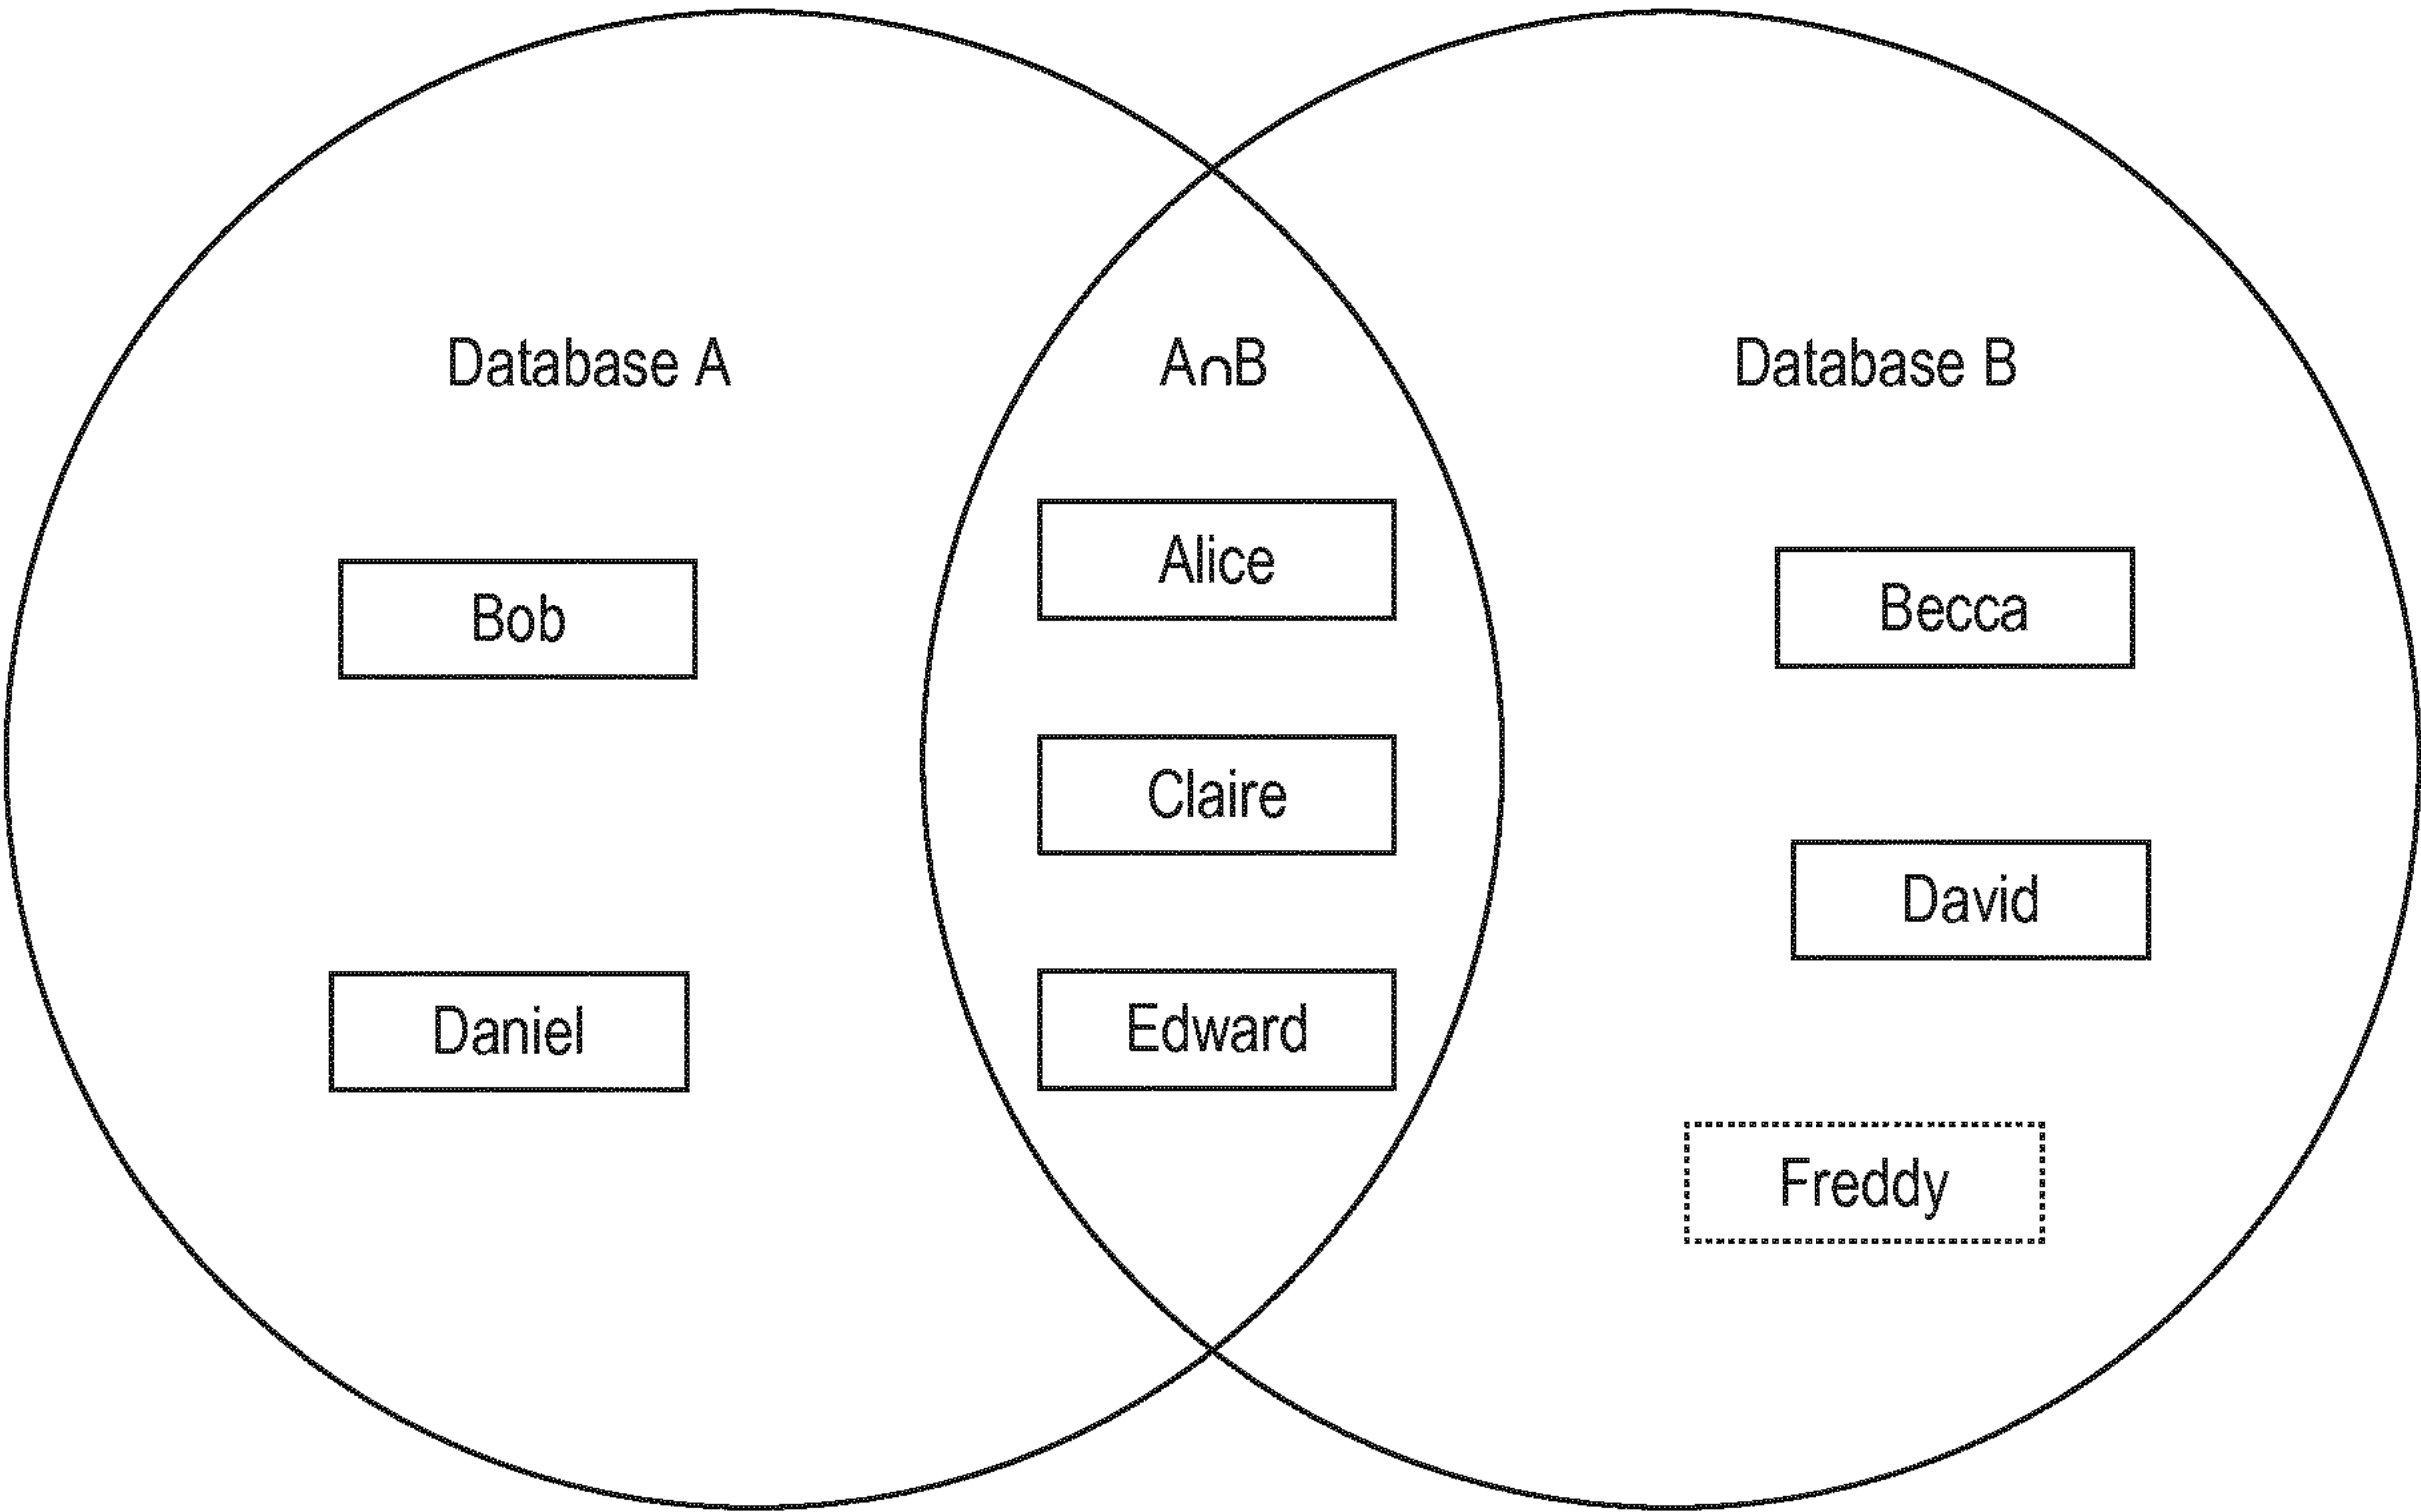 Database A
A∩B
Database B
Bob
Daniel
Alice
Claire
Edward
Becca
David
Freddy